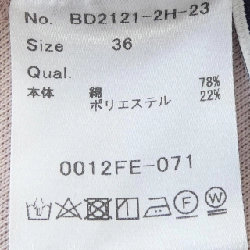 No. BD2121-2H-23
Size 36
Qual.
本体 綿 78%
ポリエステル 22%
0012FE-071
F W